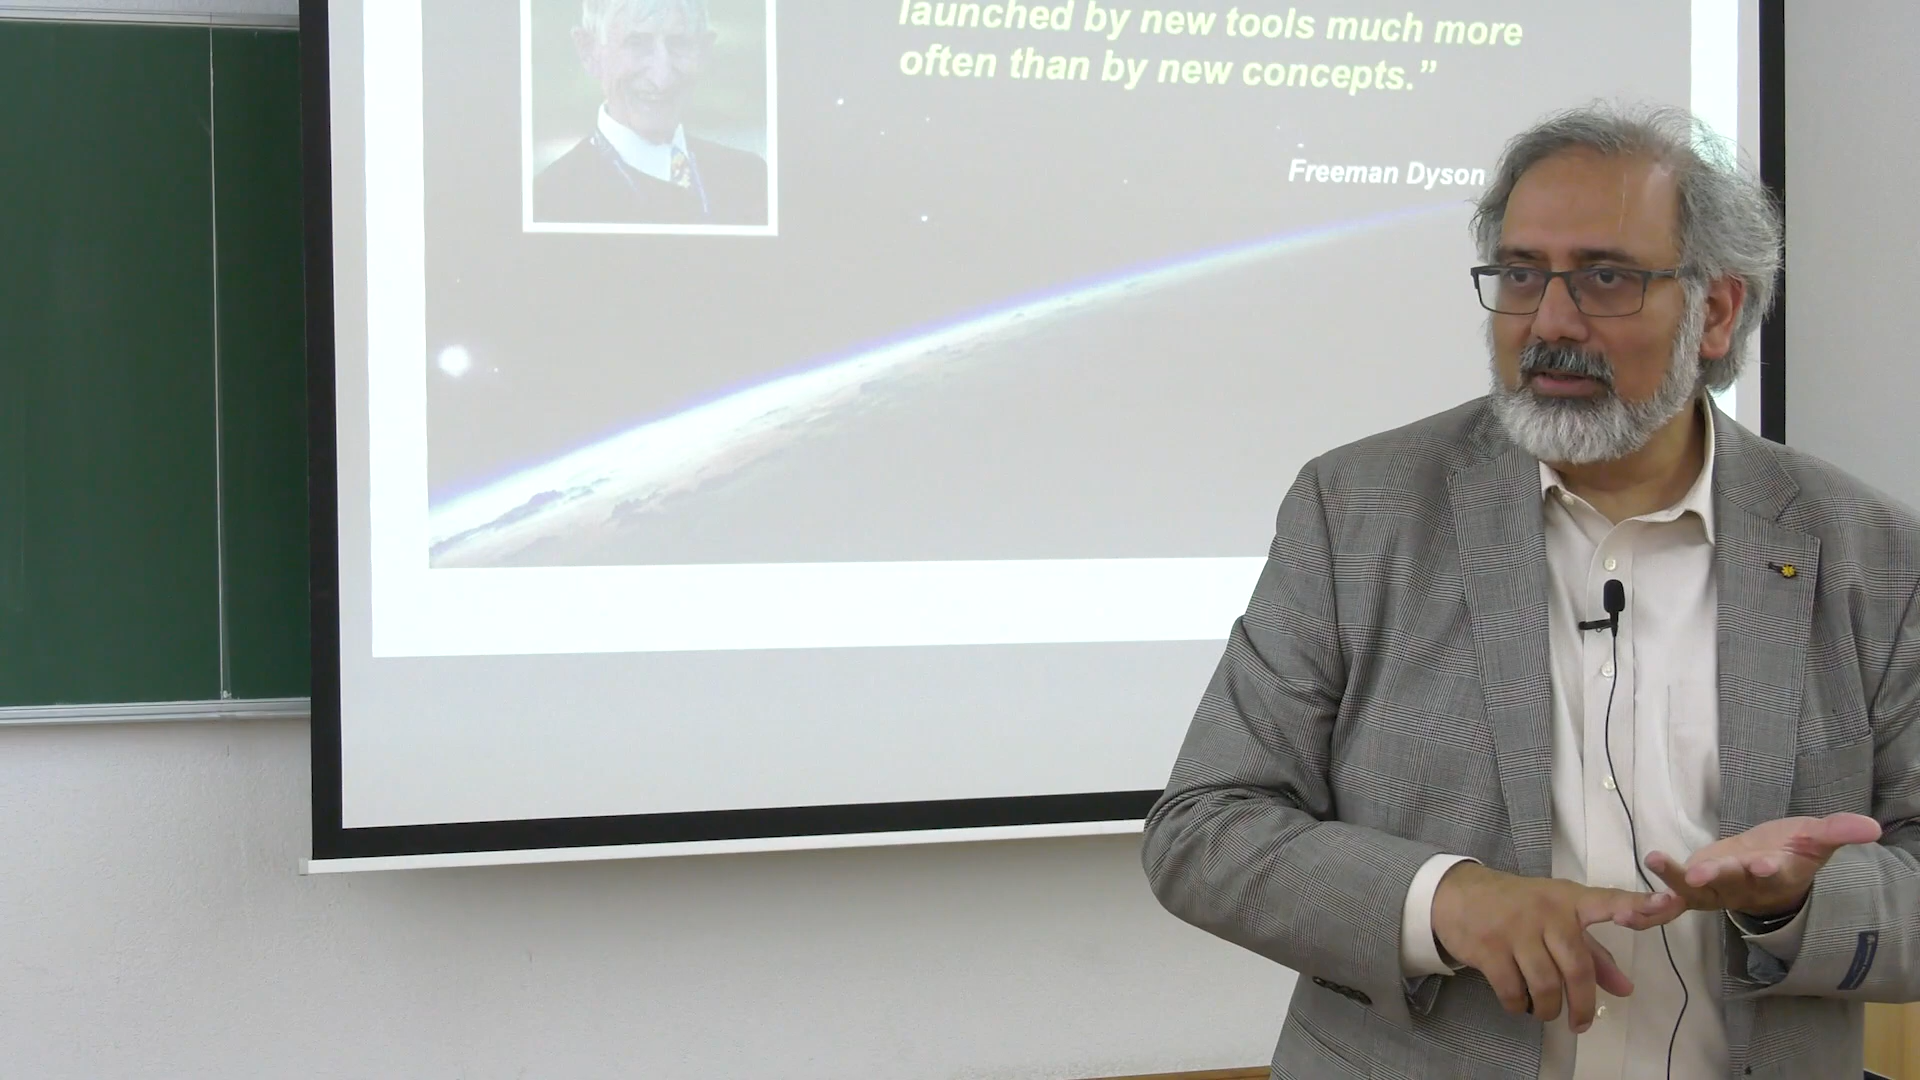 launched by new tools much more
often than by new concepts.”
Freeman Dyson